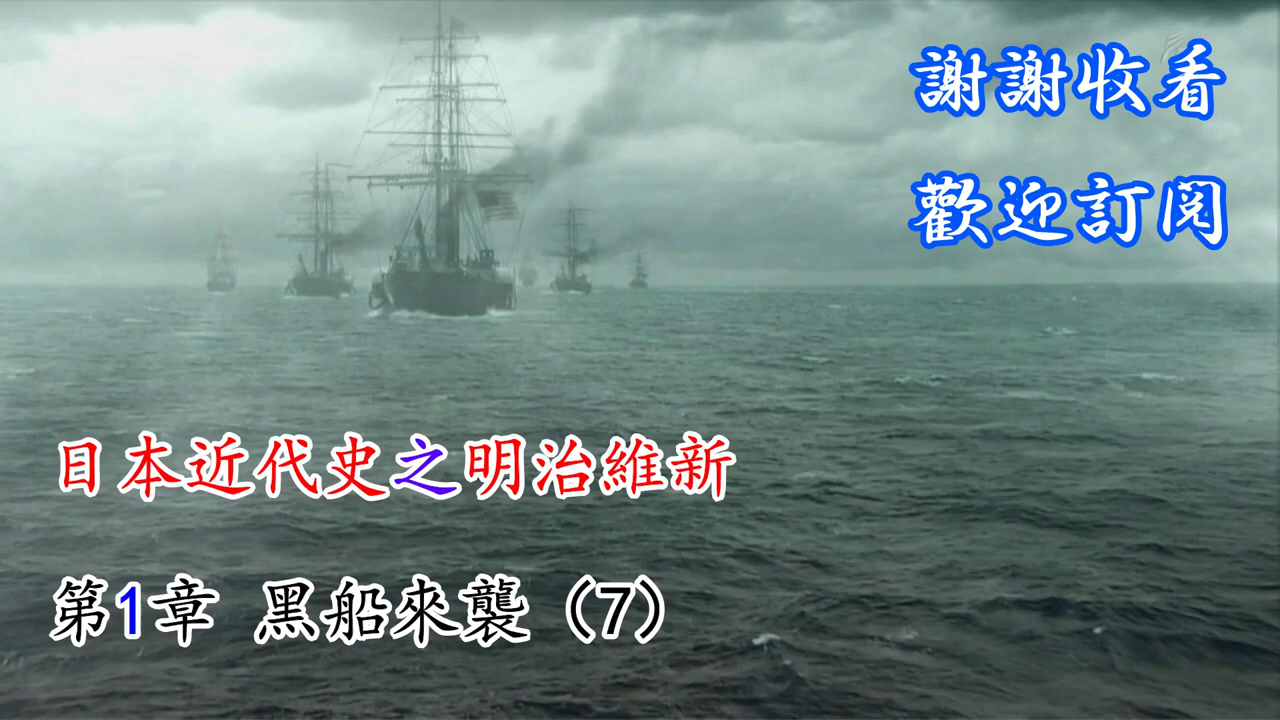 謝謝收看
歡迎訂閱
日本近代史之明治維新
第1章 黑船來襲（7）